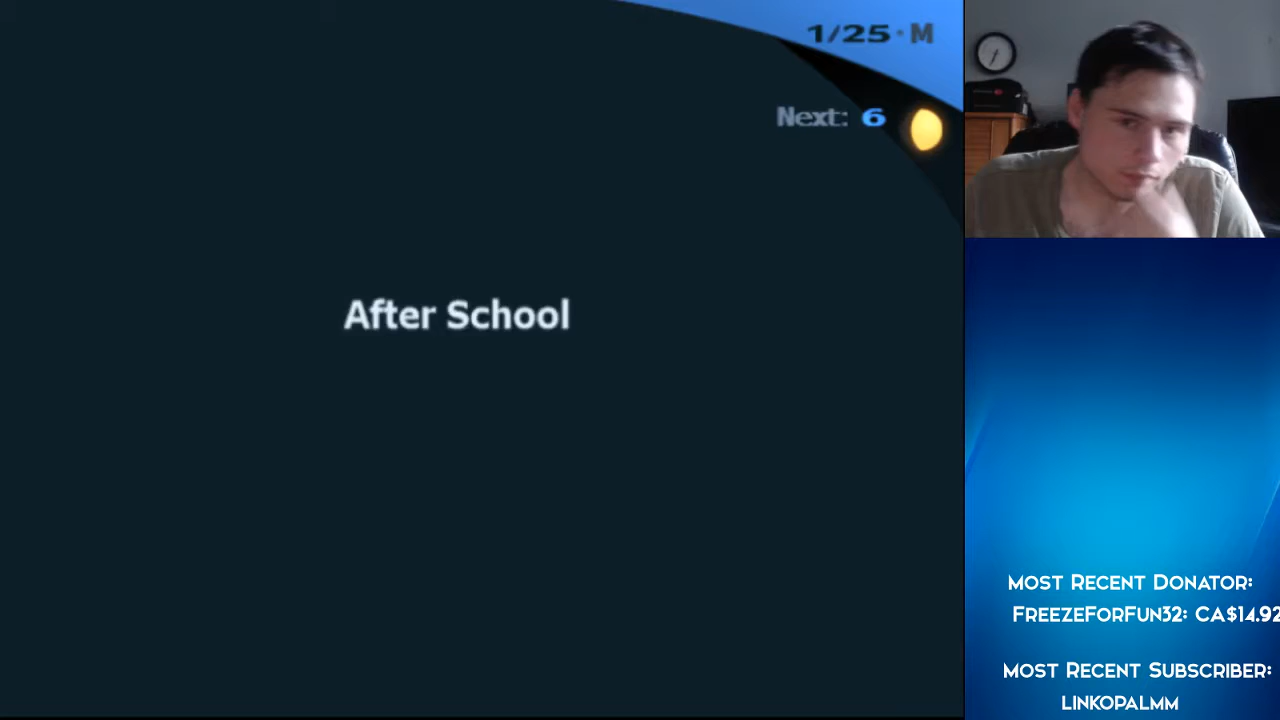 1/25・M
Next: 6
After School
Most Recent Donator:
FreezeForFun32: CA$14.92
Most Recent Subscriber:
linkopalmm